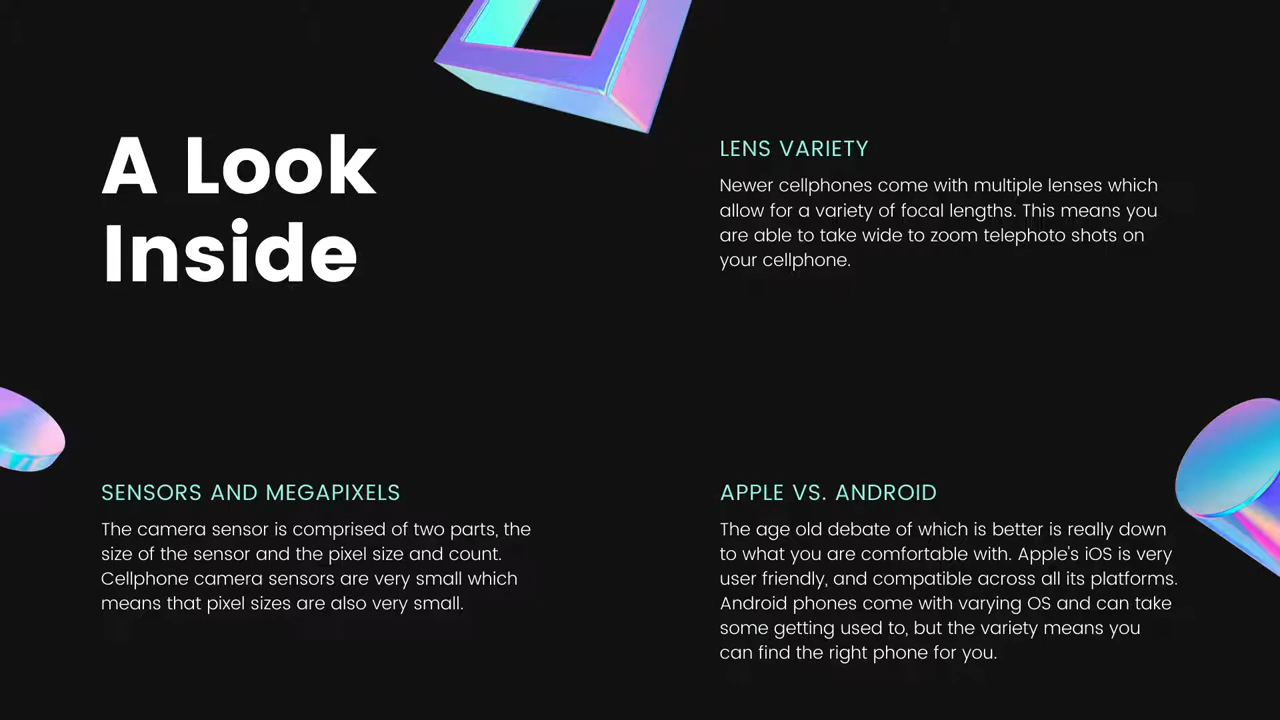 A Look
Inside
LENS VARIETY
Newer cellphones come with multiple lenses which
allow for a variety of focal lengths. This means you
are able to take wide to zoom telephoto shots on
your cellphone.
SENSORS AND MEGAPIXELS
The camera sensor is comprised of two parts, the
size of the sensor and the pixel size and count.
Cellphone camera sensors are very small which
means that pixel sizes are also very small.
APPLE VS. ANDROID
The age old debate of which is better is really down
to what you are comfortable with. Apple's iOS is very
user friendly, and compatible across all its platforms.
Android phones come with varying OS and can take
some getting used to, but the variety means you
can find the right phone for you.